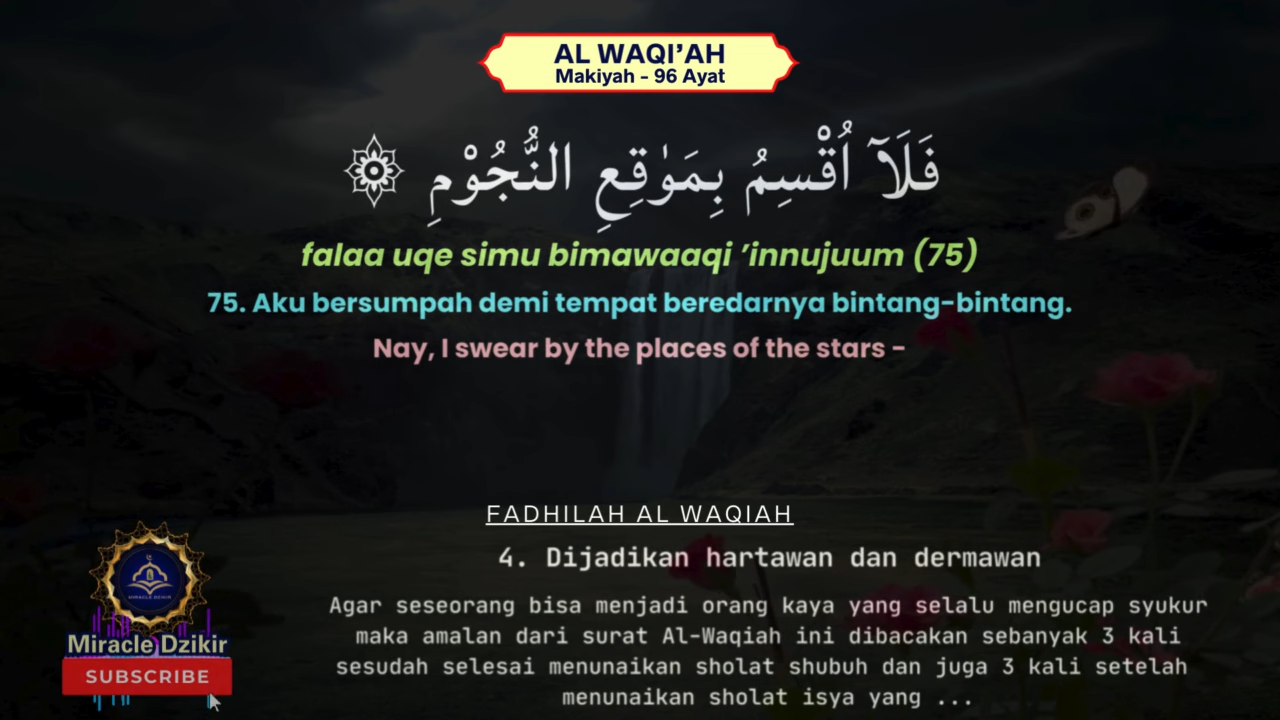 AL WAQI’AH
Makiyah - 96 Ayat
فَلَآ اُقْسِمُ بِمَوٰقِعِ النُّجُوْمِ ۞
falaa uqe simu bimawaaqi ’innujuum (75)
75. Aku bersumpah demi tempat beredarnya bintang-bintang.
Nay, I swear by the places of the stars -
FADHILAH AL WAQIAH
4. Dijadikan hartawan dan dermawan
Agar seseorang bisa menjadi orang kaya yang selalu mengucap syukur
maka amalan dari surat Al-Waqiah ini dibacakan sebanyak 3 kali
sesudah selesai menunaikan sholat shubuh dan juga 3 kali setelah
menunaikan sholat isya yang ...
MIRACLE DZIKIR
Miracle Dzikir
SUBSCRIBE